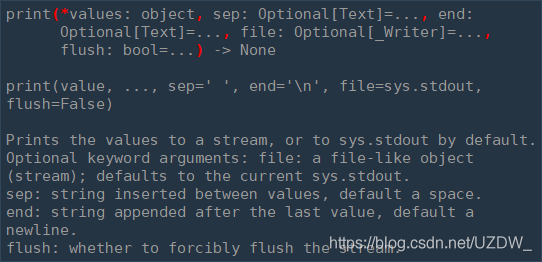 print(*values: object, sep: Optional[Text]=..., end:
Optional[Text]=..., file: Optional[_Writer]=...,
flush: bool=...) -> None
print(value, ..., sep=' ', end='\n', file=sys.stdout,
flush=False)
Prints the values to a stream, or to sys.stdout by default.
Optional keyword arguments: file: a file-like object
(stream); defaults to the current sys.stdout.
sep: string inserted between values, default a space.
end: string appended after the last value, default a
newline.
flush: whether to forcibly flush the stream.
https://blog.csdn.net/UZDW_